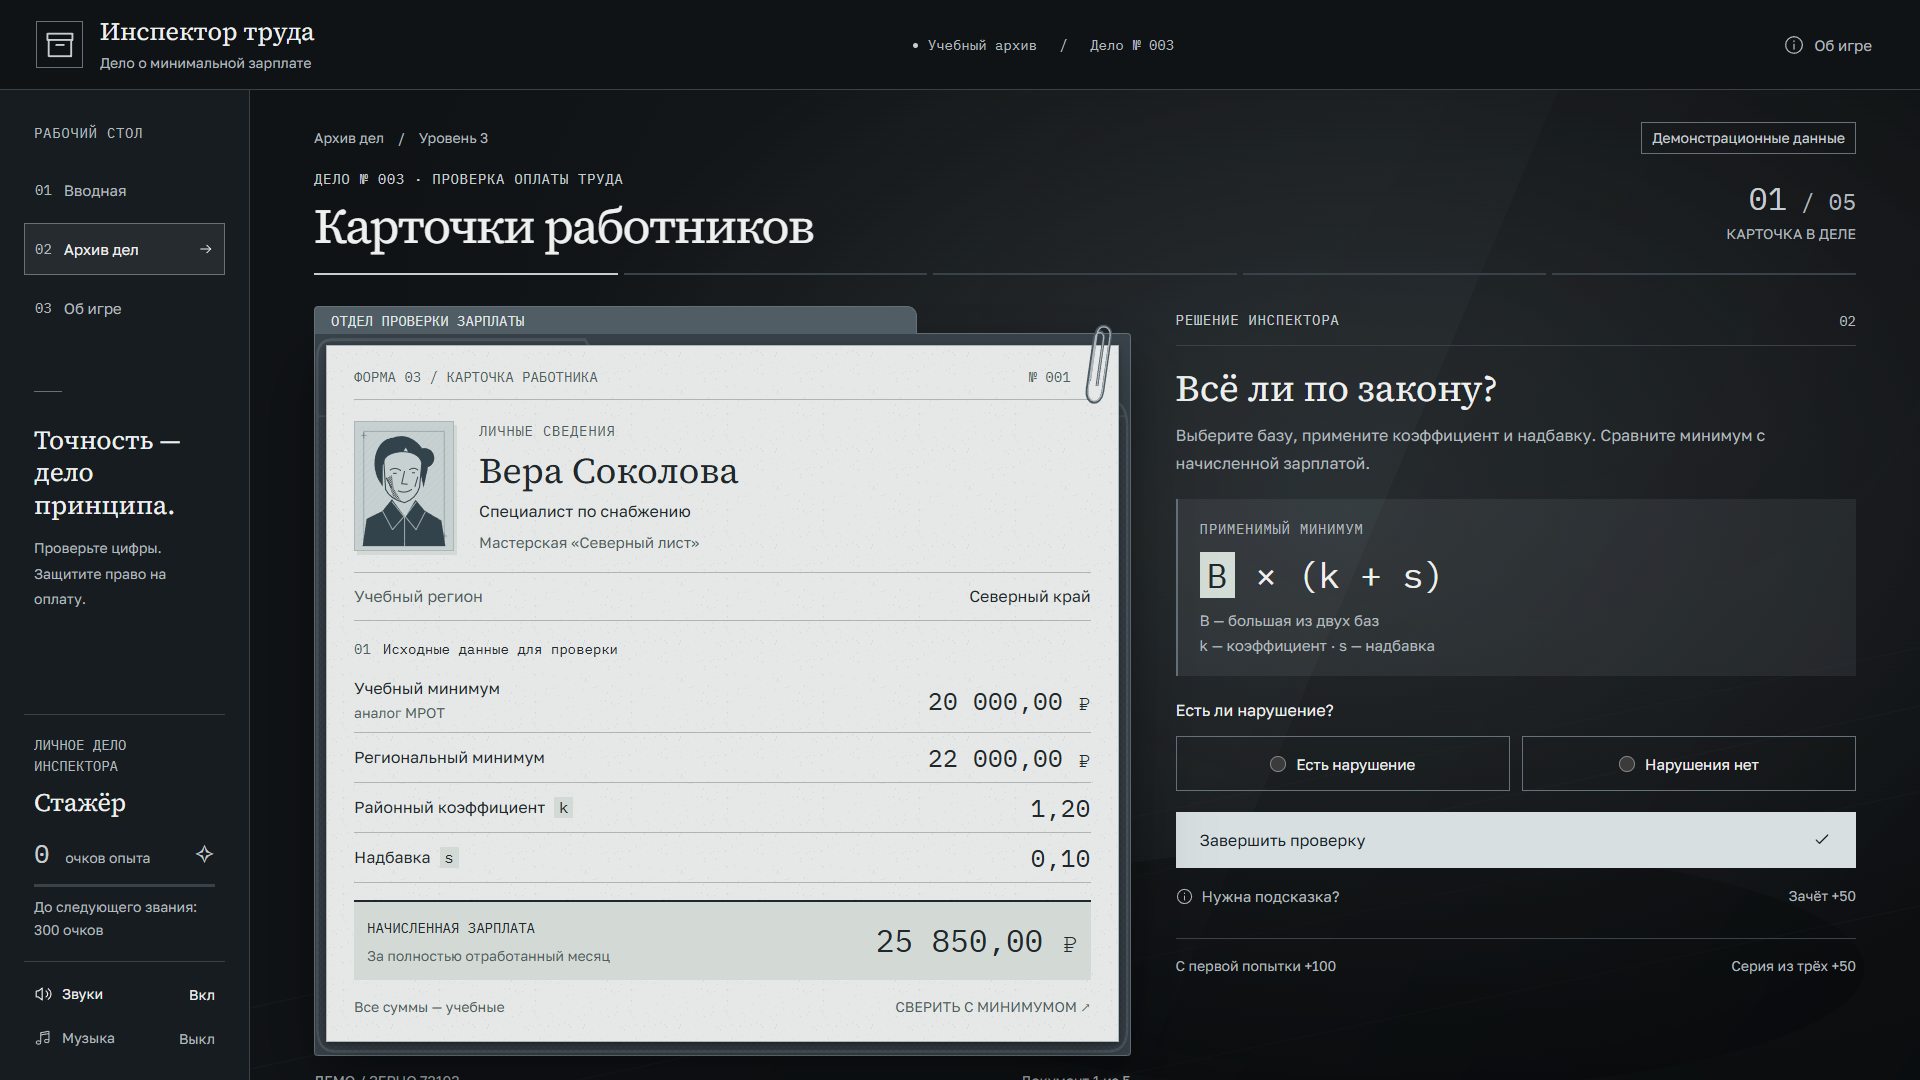 Инспектор труда
Дело о минимальной зарплате
• Учебный архив / Дело № 003
Об игре
РАБОЧИЙ СТОЛ
01 Вводная
02 Архив дел →
03 Об игре
Точность —
дело
принципа.
Проверьте цифры.
Защитите право на
оплату.
ЛИЧНОЕ ДЕЛО
ИНСПЕКТОРА
Стажёр
0 очков опыта
До следующего звания:
300 очков
Звуки Вкл
Музыка Выкл
Архив дел / Уровень 3
Демонстрационные данные
ДЕЛО № 003 · ПРОВЕРКА ОПЛАТЫ ТРУДА
Карточки работников
01 / 05
КАРТОЧКА В ДЕЛЕ
ОТДЕЛ ПРОВЕРКИ ЗАРПЛАТЫ
ФОРМА 03 / КАРТОЧКА РАБОТНИКА № 001
ЛИЧНЫЕ СВЕДЕНИЯ
Вера Соколова
Специалист по снабжению
Мастерская «Северный лист»
Учебный регион Северный край
01 Исходные данные для проверки
Учебный минимум
аналог МРОТ
20 000,00 ₽
Региональный минимум 22 000,00 ₽
Районный коэффициент k 1,20
Надбавка s 0,10
НАЧИСЛЕННАЯ ЗАРПЛАТА
За полностью отработанный месяц
25 850,00 ₽
Все суммы — учебные СВЕРИТЬ С МИНИМУМОМ ↗
РЕШЕНИЕ ИНСПЕКТОРА 02
Всё ли по закону?
Выберите базу, примените коэффициент и надбавку. Сравните минимум с
начисленной зарплатой.
ПРИМЕНИМЫЙ МИНИМУМ
B × (k + s)
B — большая из двух баз
k — коэффициент · s — надбавка
Есть ли нарушение?
Есть нарушение
Нарушения нет
Завершить проверку
Нужна подсказка? Зачёт +50
С первой попытки +100 Серия из трёх +50